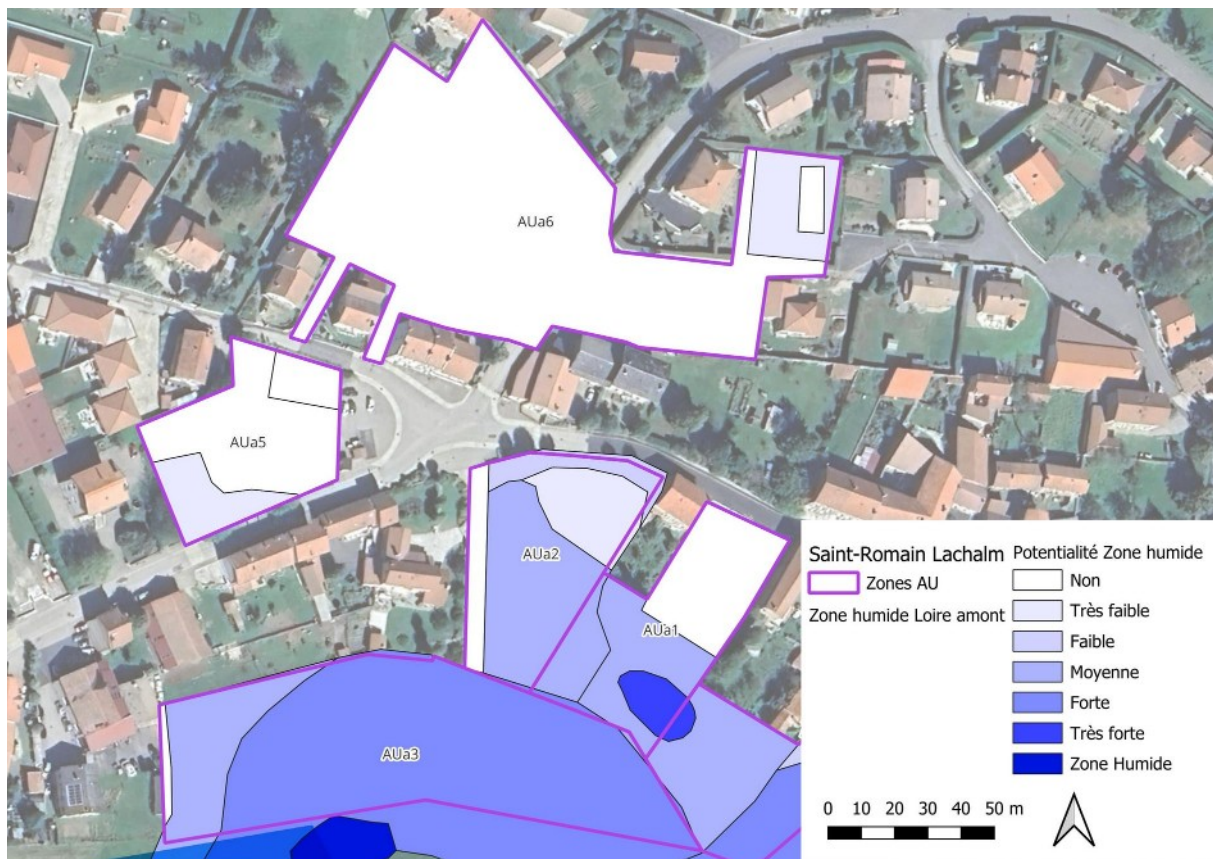 AUa6
AUa5
AUa2
AUa1
AUa3
Saint-Romain Lachalm
Zones AU
Zone humide Loire amont
Potentialité Zone humide
Non
Très faible
Faible
Moyenne
Forte
Très forte
Zone Humide
0 10 20 30 40 50 m